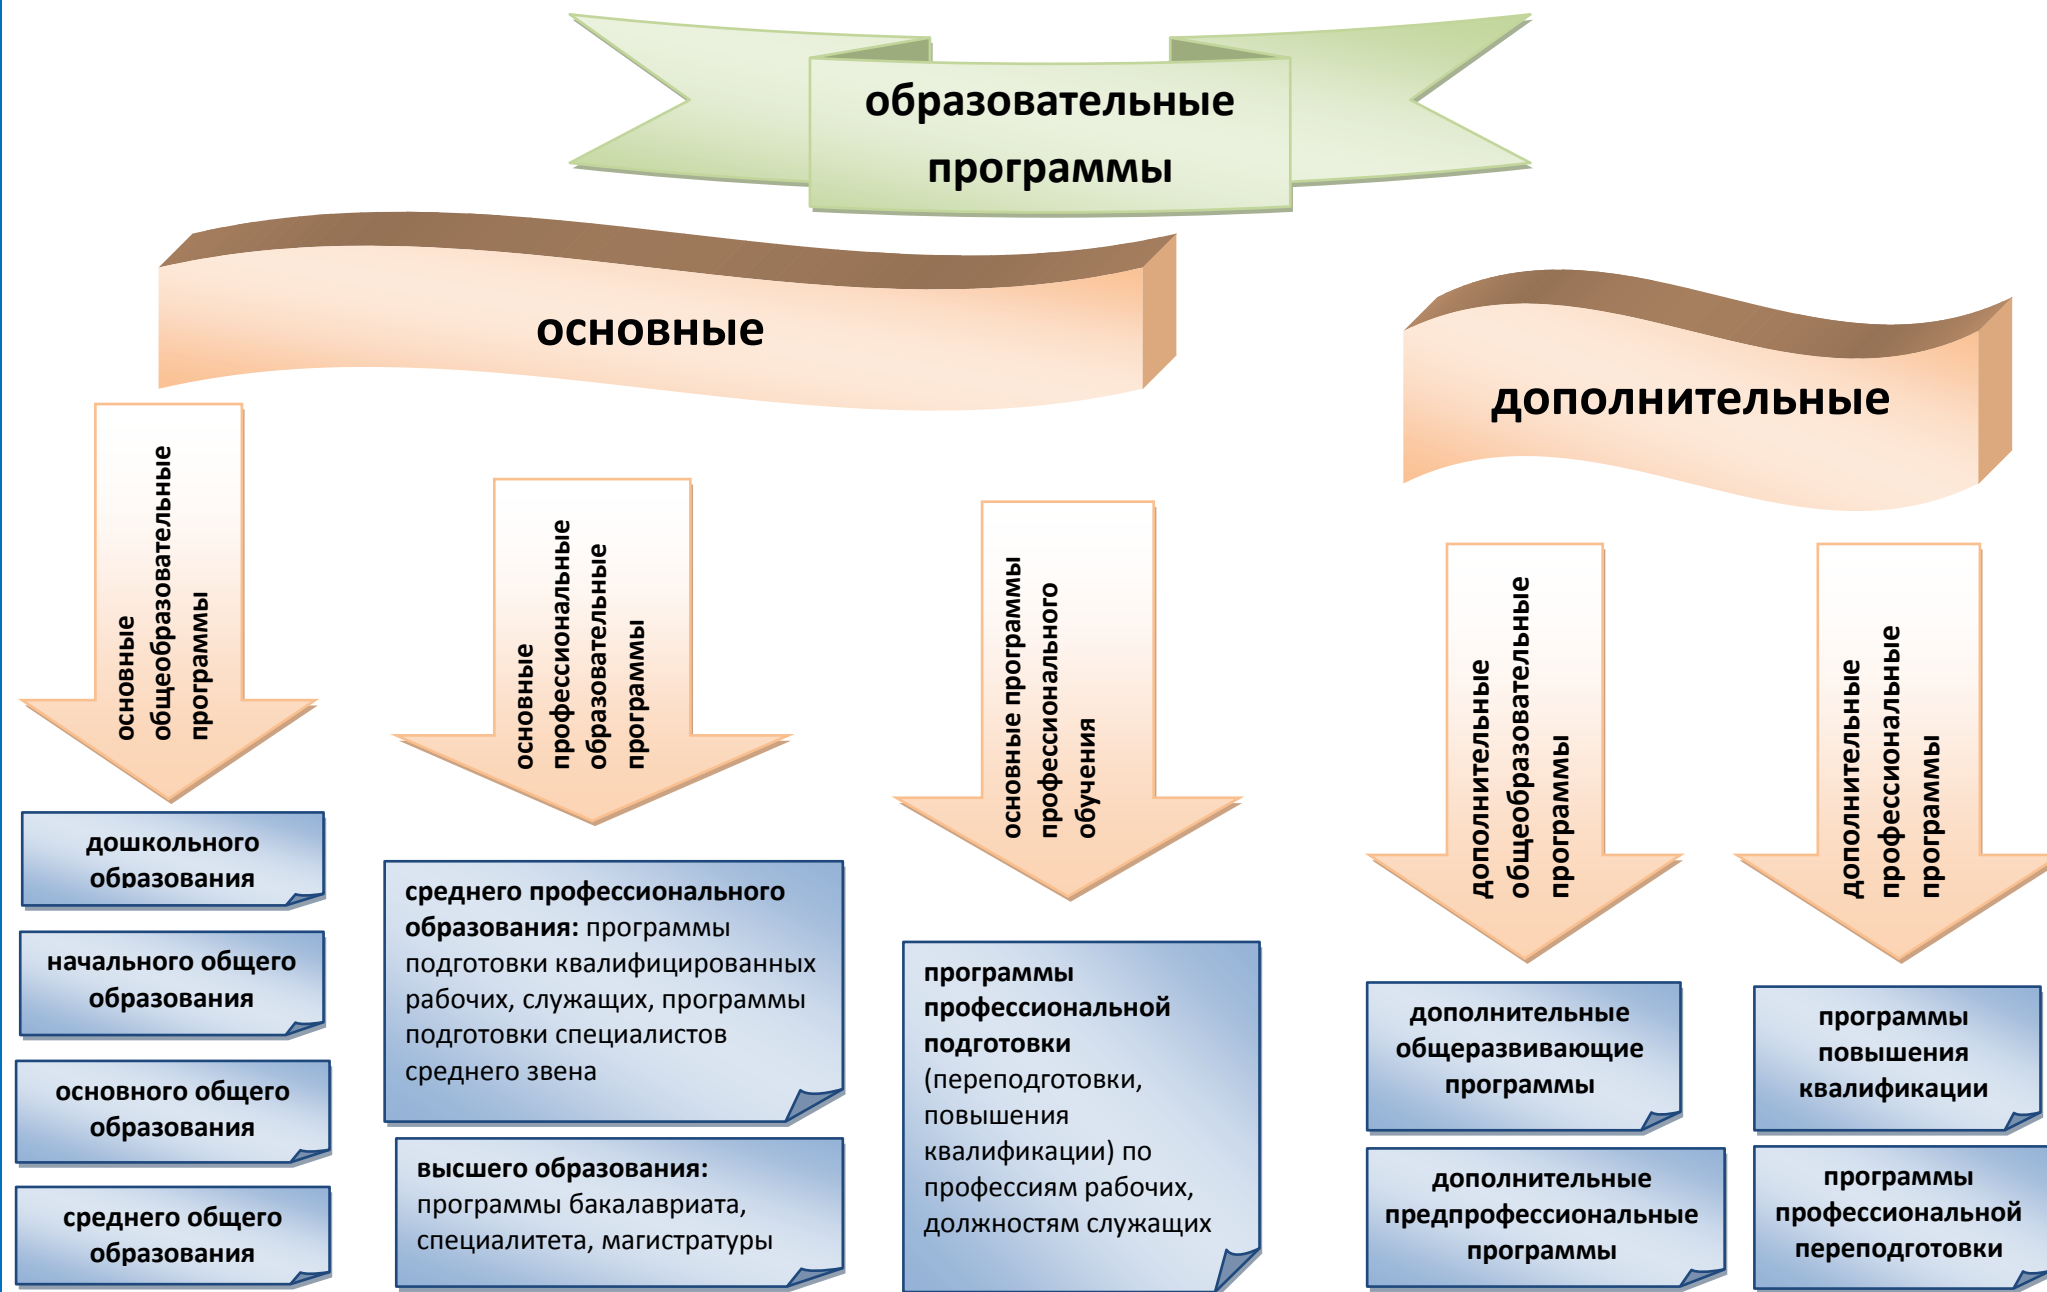 образовательные
программы
основные
дополнительные
основные
общеобразовательные
программы
дошкольного
образования
начального общего
образования
основного общего
образования
среднего общего
образования
основные
профессиональные
образовательные
программы
среднего профессионального
образования: программы
подготовки квалифицированных
рабочих, служащих, программы
подготовки специалистов
среднего звена
высшего образования:
программы бакалавриата,
специалитета, магистратуры
основные программы
профессионального
обучения
программы
профессиональной
подготовки
(переподготовки,
повышения
квалификации) по
профессиям рабочих,
должностям служащих
дополнительные
общеобразовательные
программы
дополнительные
общеразвивающие
программы
дополнительные
предпрофессиональные
программы
дополнительные
профессиональные
программы
программы
повышения
квалификации
программы
профессиональной
переподготовки